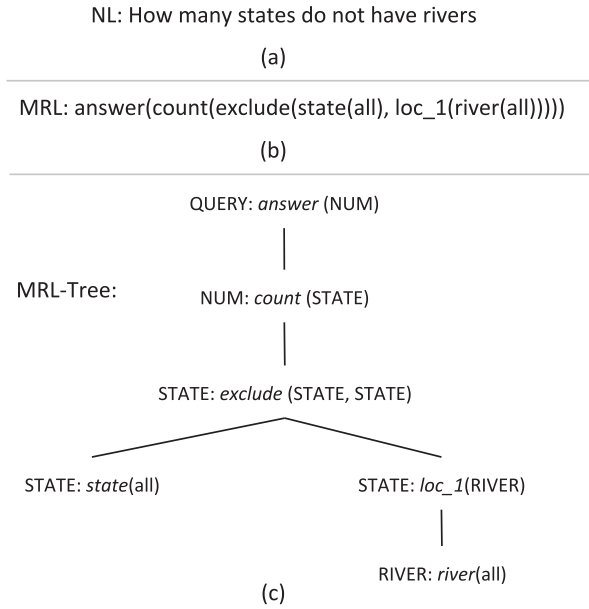 NL: How many states do not have rivers
(a)
MRL: answer(count(exclude(state(all), loc_1(river(all)))))
(b)
QUERY: answer (NUM)
MRL-Tree:
NUM: count (STATE)
STATE: exclude (STATE, STATE)
STATE: state(all)
STATE: loc_1(RIVER)
RIVER: river(all)
(c)